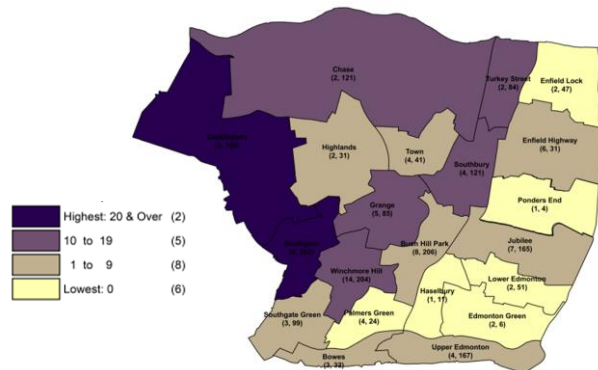 Chase
(2, 121)
Turkey Street
(2, 84)
Enfield Lock
(2, 47)
Enfield Highway
(6, 31)
Highlands
(2, 31)
Town
(4, 41)
Southbury
(4, 121)
Ponders End
(1, 4)
Grange
(5, 85)
Bush Hill Park
(8, 206)
Jubilee
(7, 165)
Winchmore Hill
(14, 204)
Haselbury
(1, 11)
Lower Edmonton
(2, 51)
Southgate Green
(3, 99)
Palmers Green
(4, 24)
Edmonton Green
(2, 6)
Bowes
Upper Edmonton
(4, 167)
Highest: 20 & Over (2)
10 to 19 (5)
1 to 9 (8)
Lowest: 0 (6)